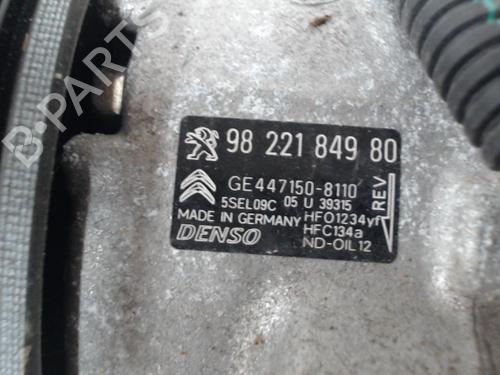 B-PARTS
98 221 849 80
GE447150-8110
5SEL09C 05 U 39315
MADE IN GERMANY
HFO1234yf
HFC134a
DENSO
ND-OIL12
REV